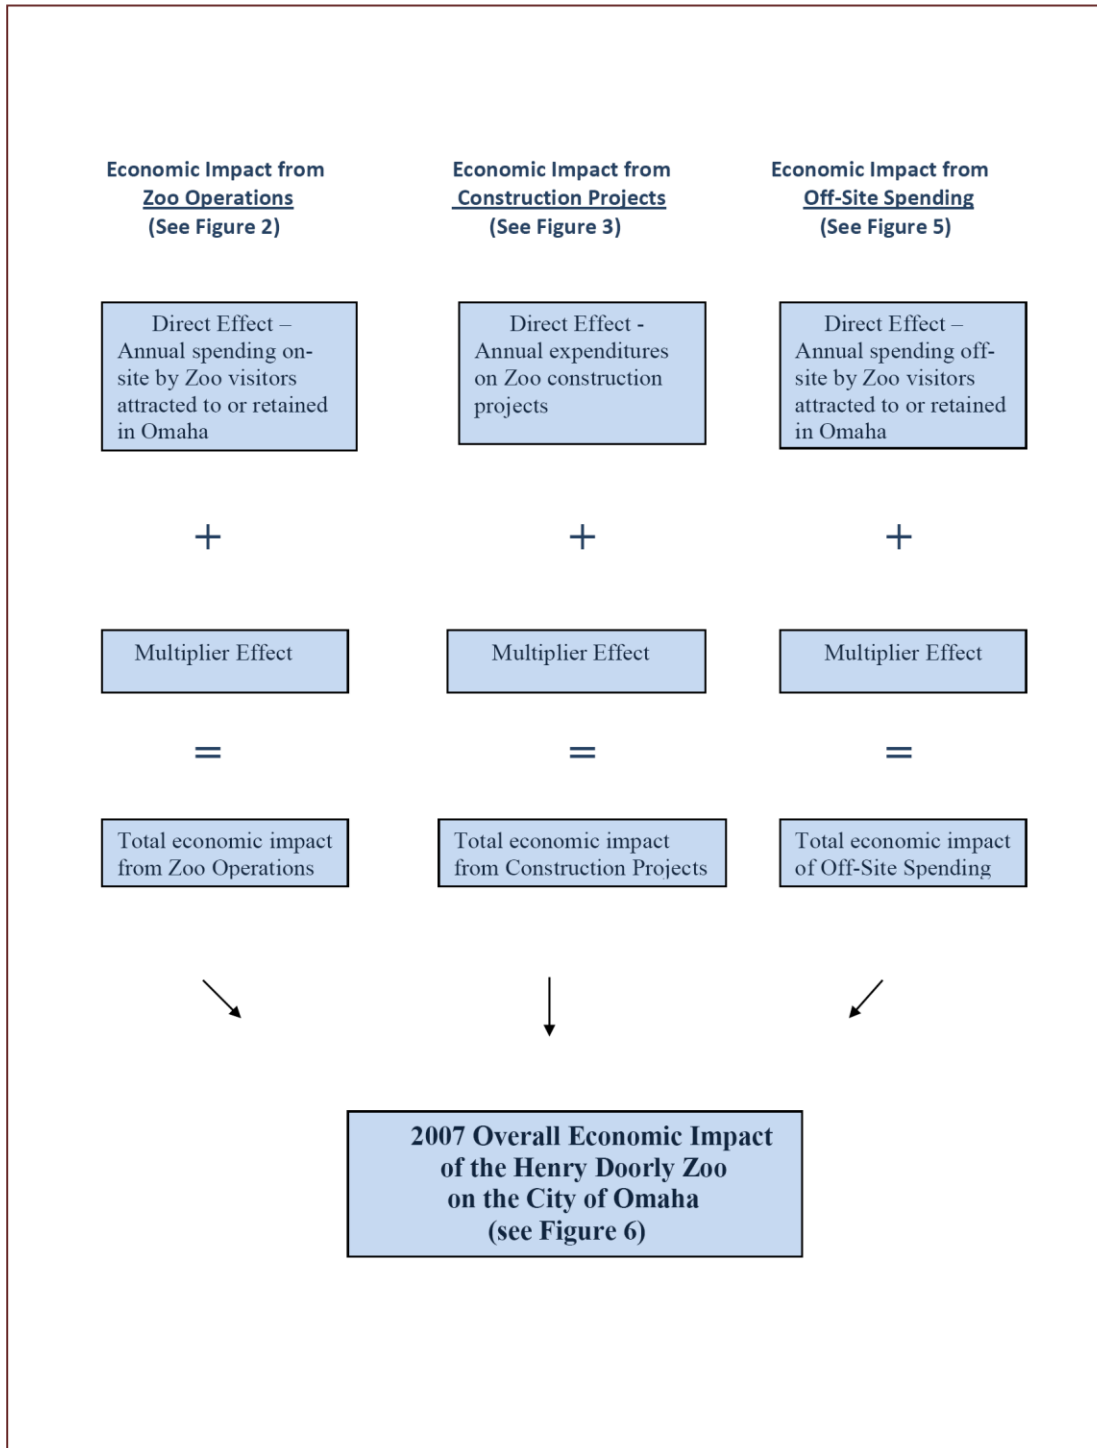 Economic Impact from
Zoo Operations
(See Figure 2)
Economic Impact from
Construction Projects
(See Figure 3)
Economic Impact from
Off-Site Spending
(See Figure 5)
Direct Effect –
Annual spending on-
site by Zoo visitors
attracted to or retained
in Omaha
Direct Effect -
Annual expenditures
on Zoo construction
projects
Direct Effect –
Annual spending off-
site by Zoo visitors
attracted to or retained
in Omaha
+
+
+
Multiplier Effect
Multiplier Effect
Multiplier Effect
=
=
=
Total economic impact
from Zoo Operations
Total economic impact
from Construction Projects
Total economic impact
of Off-Site Spending
2007 Overall Economic Impact
of the Henry Doorly Zoo
on the City of Omaha
(see Figure 6)